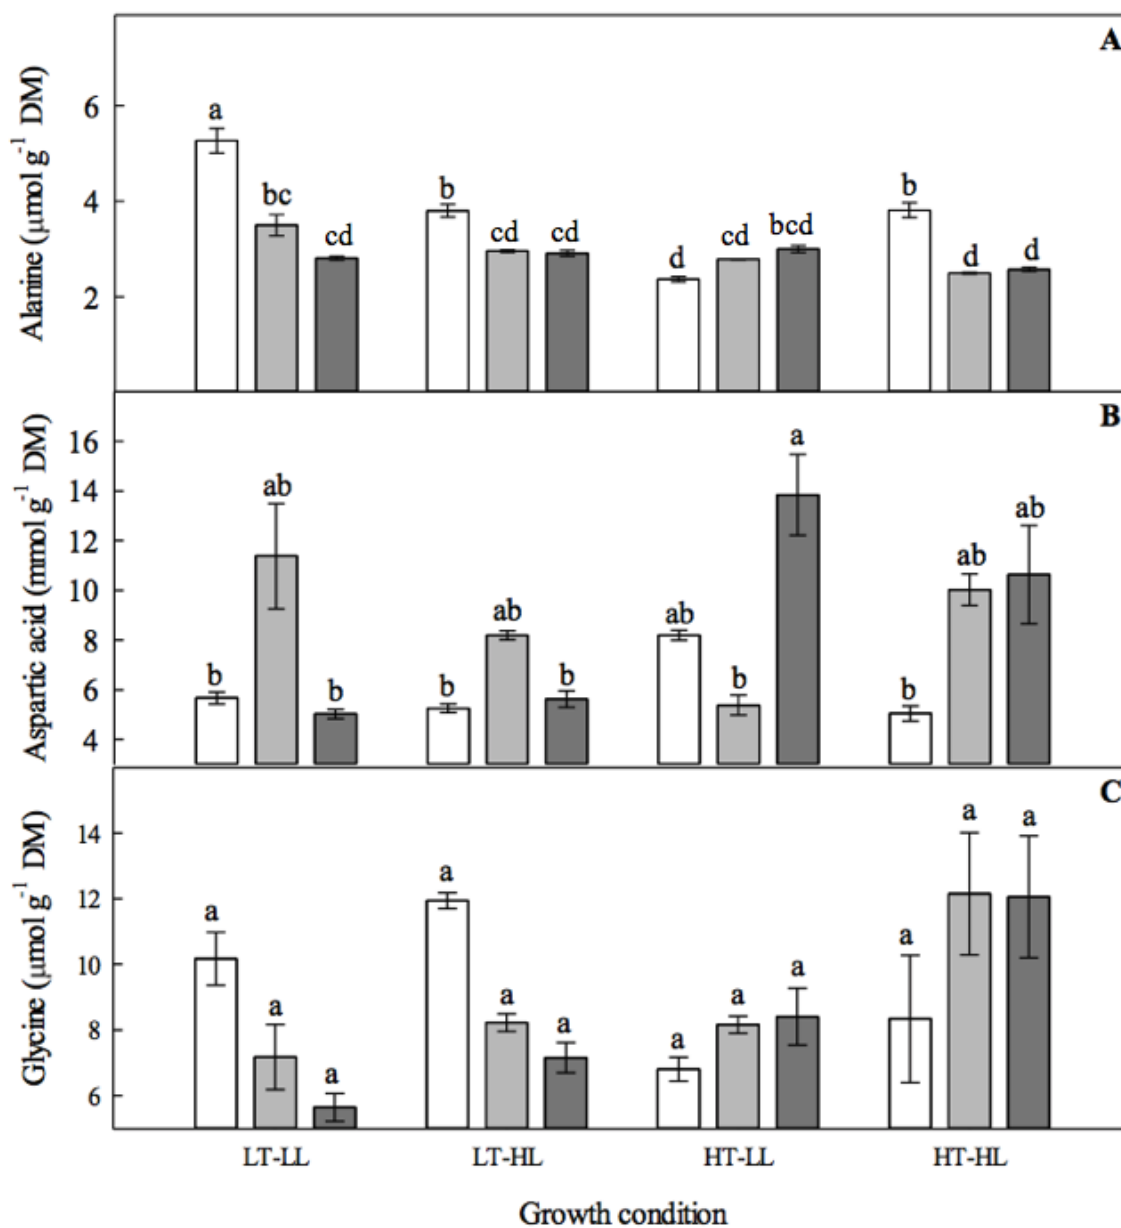 A
Alanine (μmol g⁻¹ DM)
6
4
2
a
bc
cd
b
cd
cd
d
cd
bcd
b
d
d
B
Aspartic acid (mmol g⁻¹ DM)
16
14
12
10
8
6
4
b
ab
b
b
ab
b
ab
b
a
b
ab
ab
C
Glycine (μmol g⁻¹ DM)
14
12
10
8
6
a
a
a
a
a
a
a
a
a
a
a
a
LT-LL LT-HL HT-LL HT-HL
Growth condition